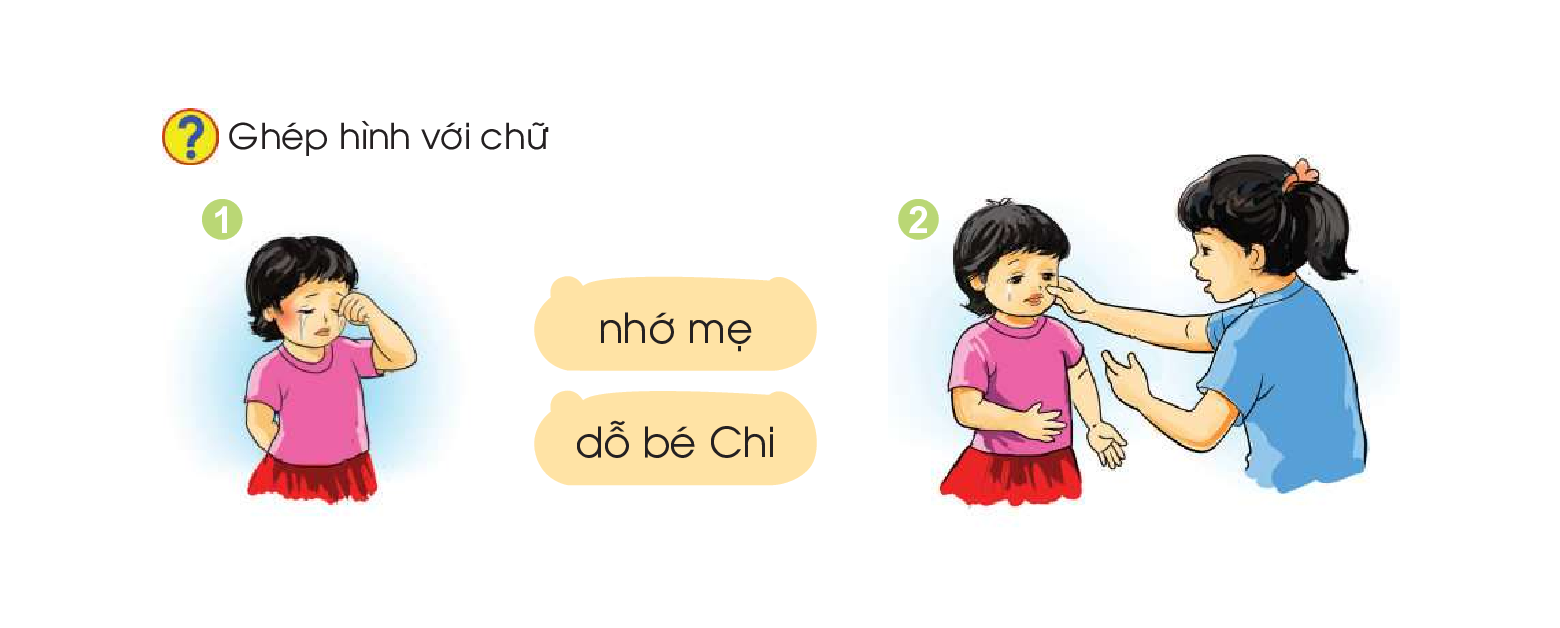 ? Ghép hình với chữ
1
2
nhớ mẹ
dỗ bé Chi